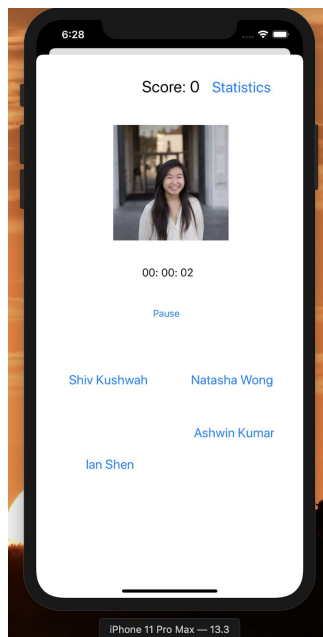 6:28
Score: 0 Statistics
00: 00: 02
Pause
Shiv Kushwah Natasha Wong
Ashwin Kumar
Ian Shen
iPhone 11 Pro Max — 13.3